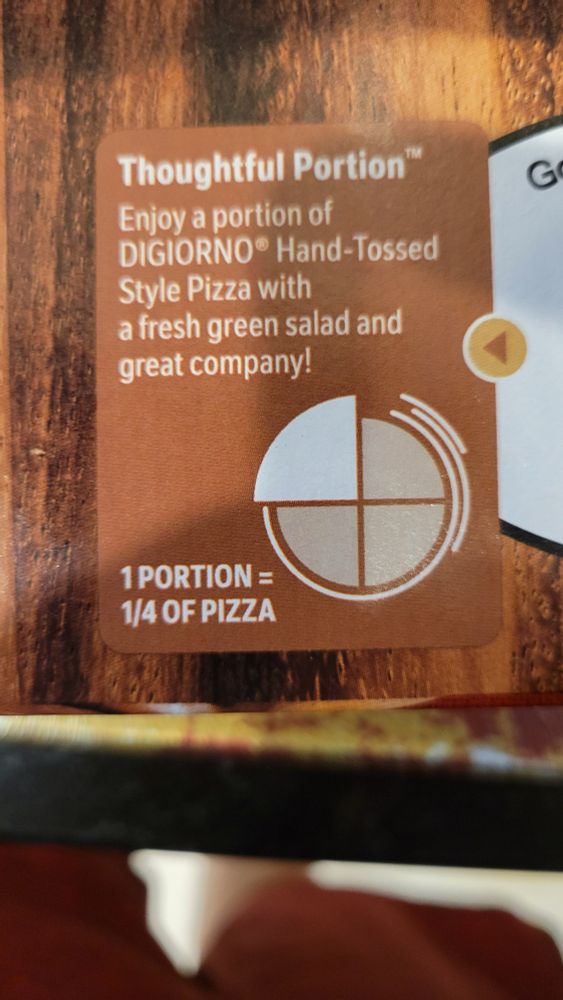 Thoughtful Portion™
Enjoy a portion of
DIGIORNO® Hand-Tossed
Style Pizza with
a fresh green salad and
great company!
1 PORTION =
1/4 OF PIZZA